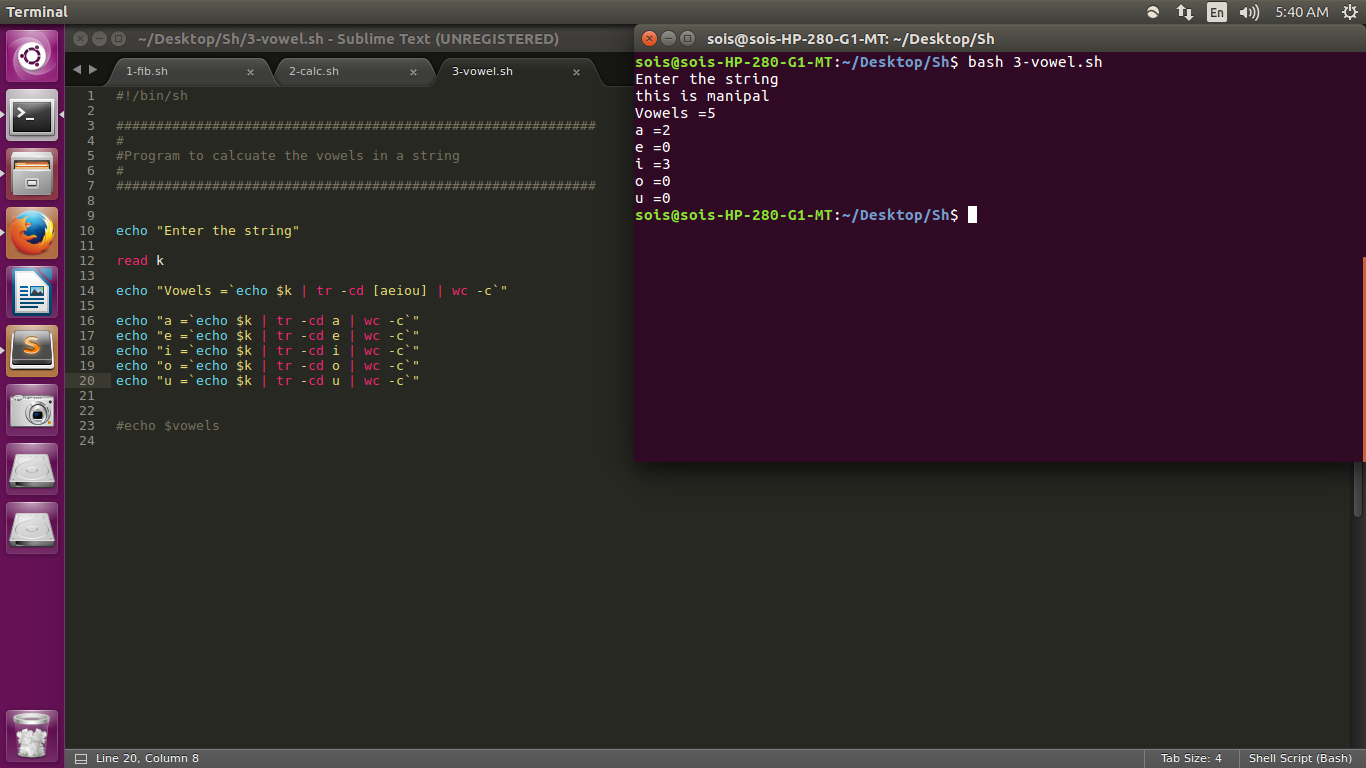 Terminal
En
5:40 AM
~/Desktop/Sh/3-vowel.sh - Sublime Text (UNREGISTERED)
1-fib.sh
2-calc.sh
3-vowel.sh
1 #!/bin/sh
2
3 ############################################################
4 #
5 #Program to calcuate the vowels in a string
6 #
7 ############################################################
8
9
10 echo "Enter the string"
11
12 read k
13
14 echo "Vowels =`echo $k | tr -cd [aeiou] | wc -c`"
15
16 echo "a =`echo $k | tr -cd a | wc -c`"
17 echo "e =`echo $k | tr -cd e | wc -c`"
18 echo "i =`echo $k | tr -cd i | wc -c`"
19 echo "o =`echo $k | tr -cd o | wc -c`"
20 echo "u =`echo $k | tr -cd u | wc -c`"
21
22
23 #echo $vowels
24
sois@sois-HP-280-G1-MT: ~/Desktop/Sh
sois@sois-HP-280-G1-MT:~/Desktop/Sh$ bash 3-vowel.sh
Enter the string
this is manipal
Vowels =5
a =2
e =0
i =3
o =0
u =0
sois@sois-HP-280-G1-MT:~/Desktop/Sh$
Line 20, Column 8
Tab Size: 4
Shell Script (Bash)